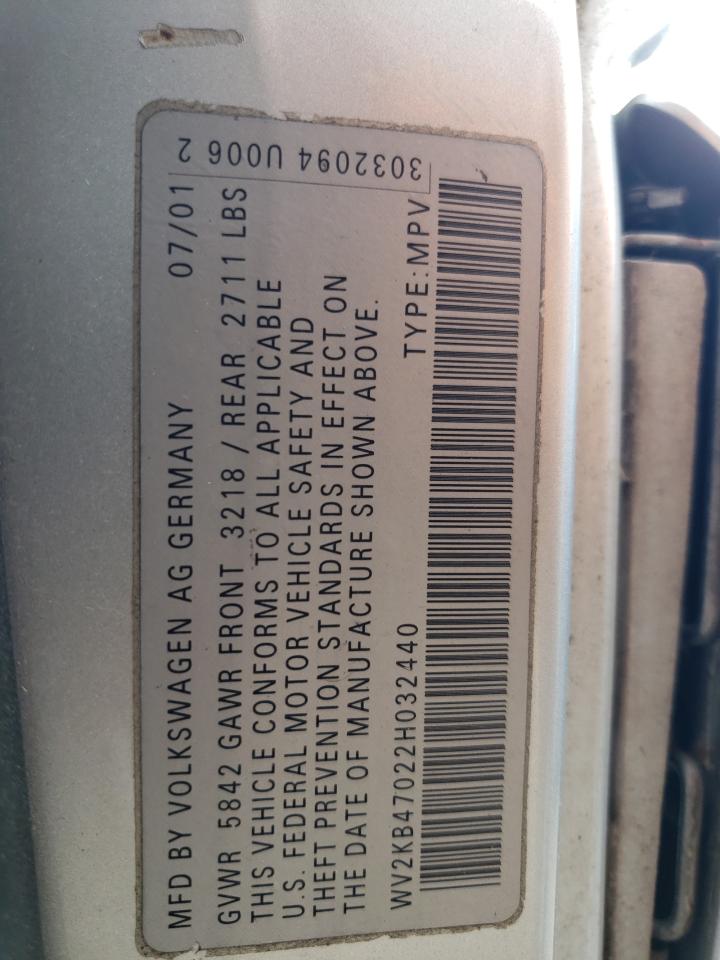 MFD BY VOLKSWAGEN AG GERMANY 07/01
GVWR 5842 GAWR FRONT 3218 / REAR 2711 LBS
THIS VEHICLE CONFORMS TO ALL APPLICABLE
U.S. FEDERAL MOTOR VEHICLE SAFETY AND
THEFT PREVENTION STANDARDS IN EFFECT ON
THE DATE OF MANUFACTURE SHOWN ABOVE.
WV2KB47022H032440 TYPE:MPV
3032094 U006 2